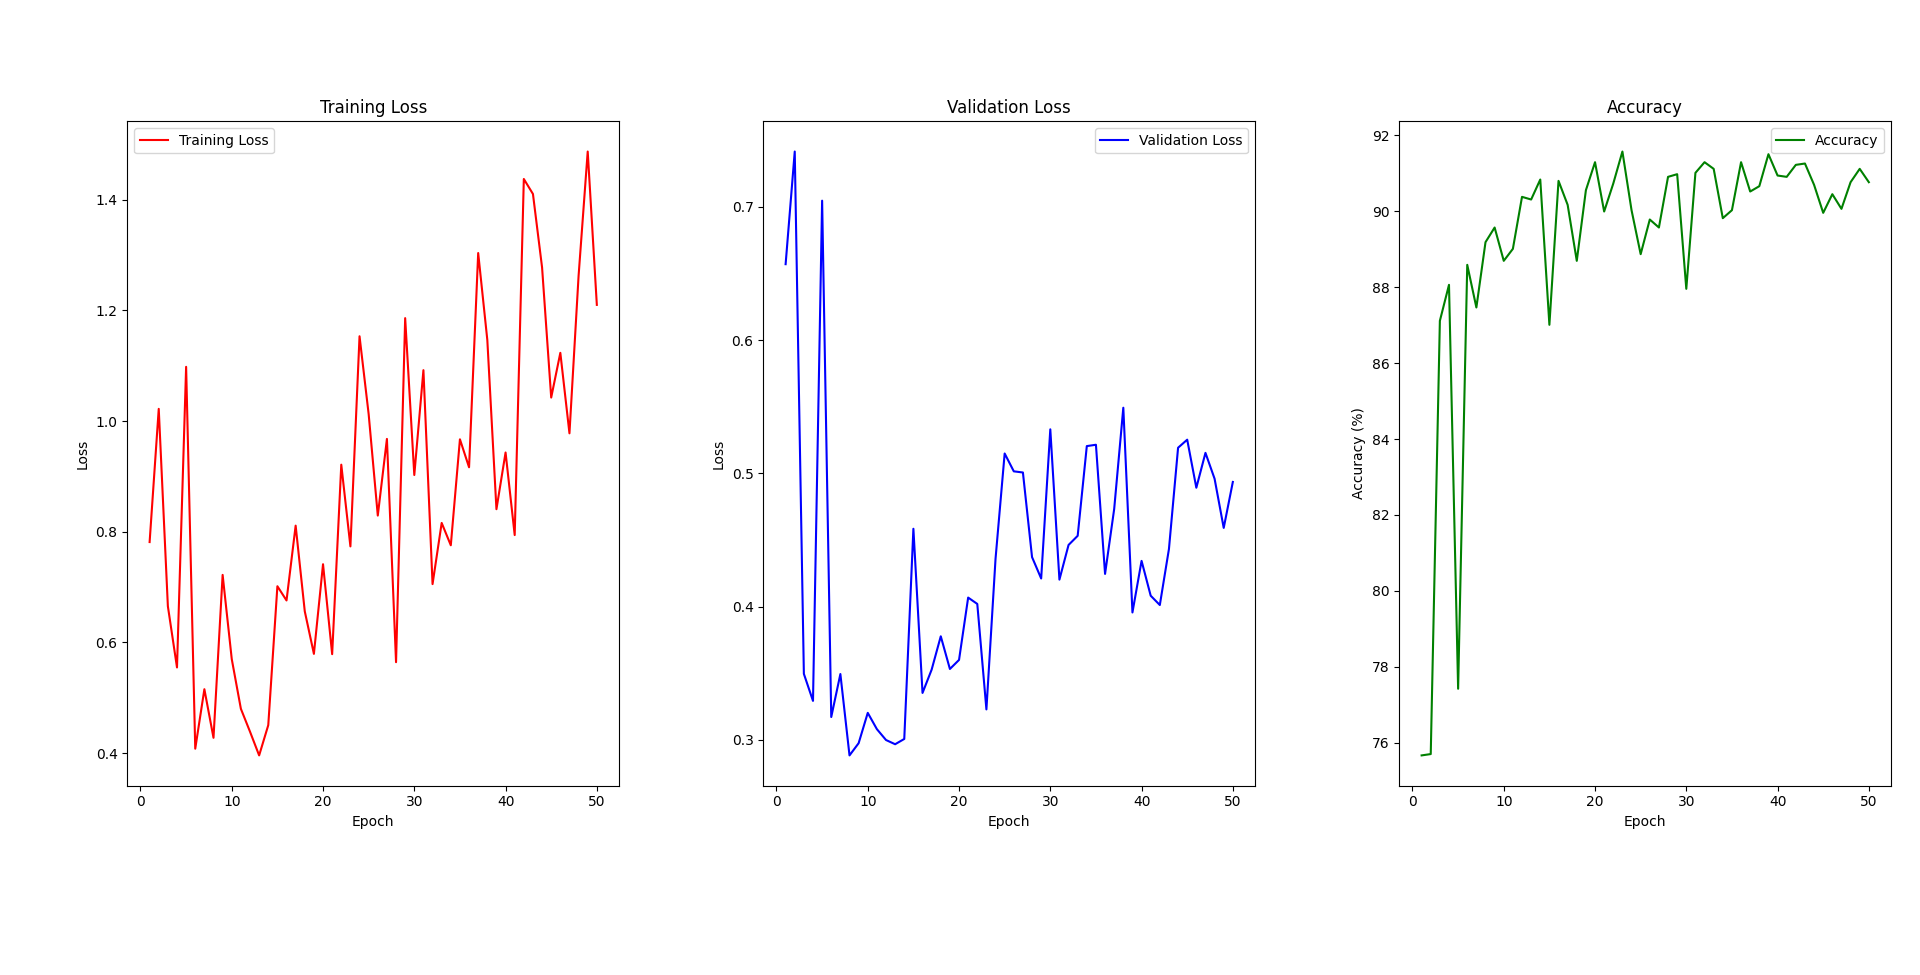 Training Loss
Training Loss
1.4
1.2
1.0
0.8
0.6
0.4
Loss
0 10 20 30 40 50
Epoch
Validation Loss
Validation Loss
0.7
0.6
0.5
0.4
0.3
Loss
0 10 20 30 40 50
Epoch
Accuracy
Accuracy
92
90
88
86
84
82
80
78
76
Accuracy (%)
0 10 20 30 40 50
Epoch